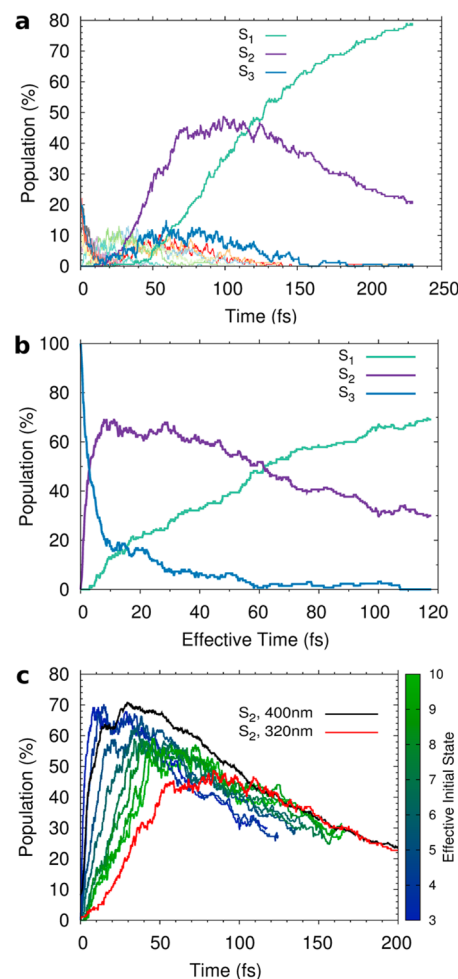 a
80
70
60
50
40
30
20
10
0
Population (%)
S1
S2
S3
0 50 100 150 200 250
Time (fs)
b
100
80
60
40
20
0
Population (%)
S1
S2
S3
0 20 40 60 80 100 120
Effective Time (fs)
c
80
70
60
50
40
30
20
10
0
Population (%)
S2, 400nm
S2, 320nm
0 50 100 150 200
Time (fs)
10
9
8
7
6
5
4
3
Effective Initial State